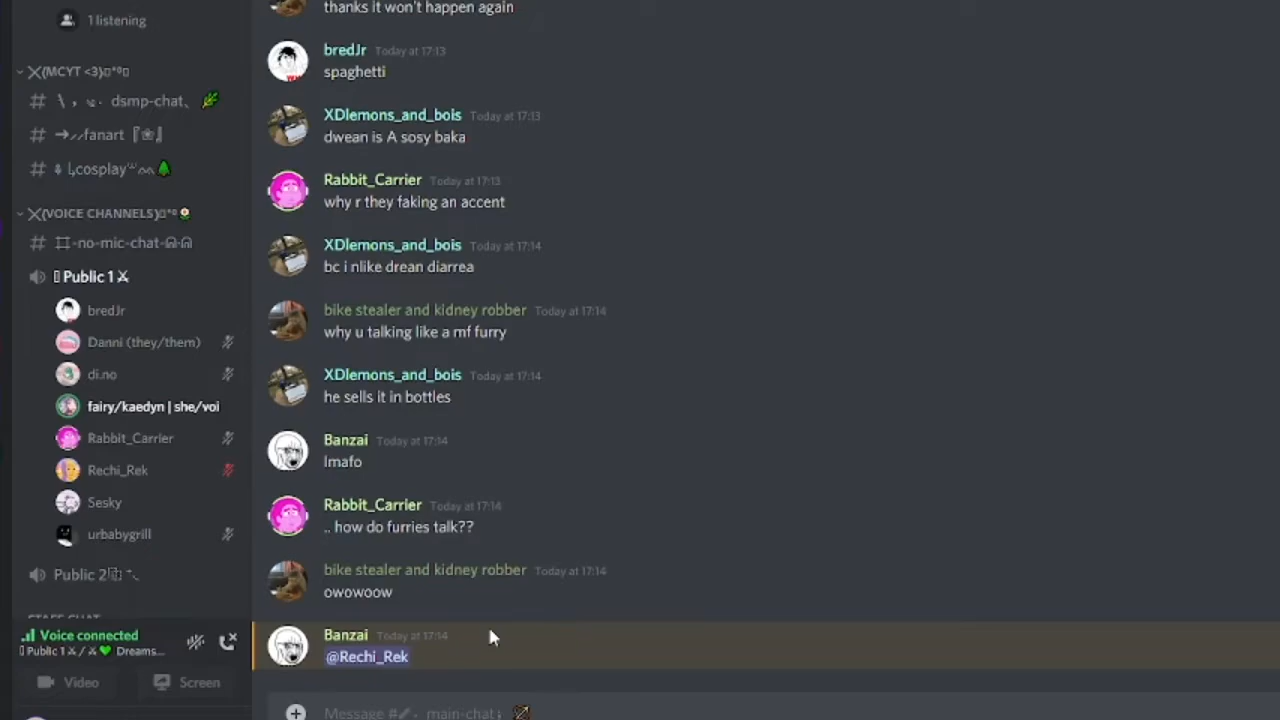 1 listening
(MCYT <3)
dsmp-chat
fanart
cosplay
(VOICE CHANNELS)
-no-mic-chat-
Public 1
bredJr
Danni (they/them)
di.no
fairy/kaedyn | she/voi
Rabbit_Carrier
Rechi_Rek
Sesky
urbabygrill
Public 2
STAFF CHAT
Voice connected
Public 1 / Dreams...
Video
Screen
thanks it won't happen again
bredJr Today at 17:13
spaghetti
XDlemons_and_bois Today at 17:13
dwean is A sosy baka
Rabbit_Carrier Today at 17:13
why r they faking an accent
XDlemons_and_bois Today at 17:14
bc i nlike drean diarrea
bike stealer and kidney robber Today at 17:14
why u talking like a mf furry
XDlemons_and_bois Today at 17:14
he sells it in bottles
Banzai Today at 17:14
lmafo
Rabbit_Carrier Today at 17:14
.. how do furries talk??
bike stealer and kidney robber Today at 17:14
owowoow
Banzai Today at 17:14
@Rechi_Rek
Message # main-chat